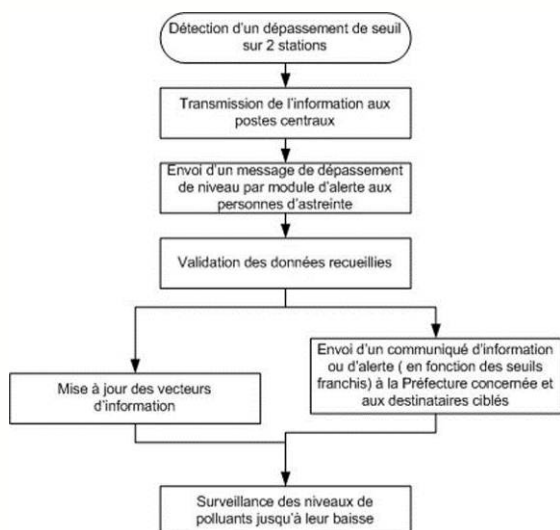 Détection d'un dépassement de seuil
sur 2 stations
Transmission de l'information aux
postes centraux
Envoi d'un message de dépassement
de niveau par module d'alerte aux
personnes d'astreinte
Validation des données recueillies
Mise à jour des vecteurs
d'information
Envoi d'un communiqué d'information
ou d'alerte ( en fonction des seuils
franchis) à la Préfecture concernée et
aux destinataires ciblés
Surveillance des niveaux de
polluants jusqu'à leur baisse